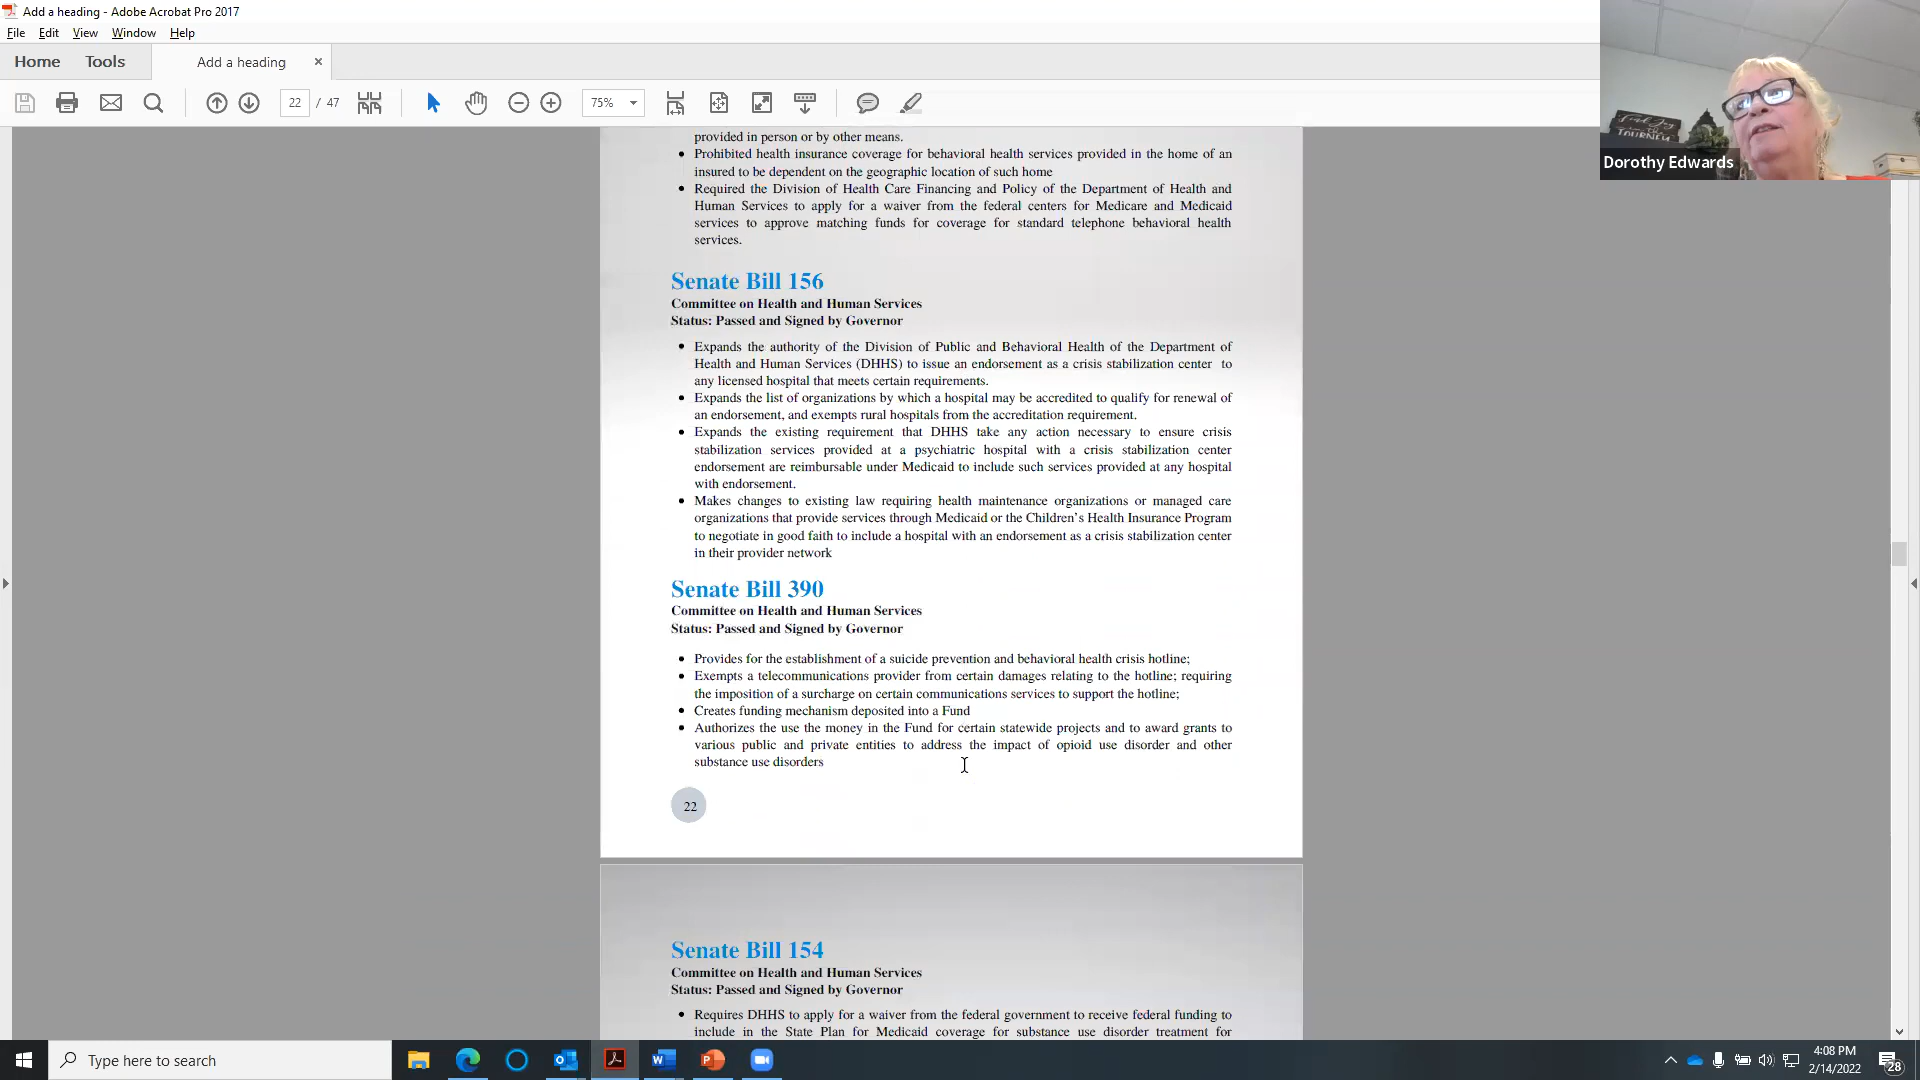 Add a heading - Adobe Acrobat Pro 2017
File Edit View Window Help
Home Tools Add a heading ×
22 / 47 75%
Dorothy Edwards
provided in person or by other means.
• Prohibited health insurance coverage for behavioral health services provided in the home of an
insured to be dependent on the geographic location of such home
• Required the Division of Health Care Financing and Policy of the Department of Health and
Human Services to apply for a waiver from the federal centers for Medicare and Medicaid
services to approve matching funds for coverage for standard telephone behavioral health
services.
Senate Bill 156
Committee on Health and Human Services
Status: Passed and Signed by Governor
• Expands the authority of the Division of Public and Behavioral Health of the Department of
Health and Human Services (DHHS) to issue an endorsement as a crisis stabilization center to
any licensed hospital that meets certain requirements.
• Expands the list of organizations by which a hospital may be accredited to qualify for renewal of
an endorsement, and exempts rural hospitals from the accreditation requirement.
• Expands the existing requirement that DHHS take any action necessary to ensure crisis
stabilization services provided at a psychiatric hospital with a crisis stabilization center
endorsement are reimbursable under Medicaid to include such services provided at any hospital
with endorsement.
• Makes changes to existing law requiring health maintenance organizations or managed care
organizations that provide services through Medicaid or the Children's Health Insurance Program
to negotiate in good faith to include a hospital with an endorsement as a crisis stabilization center
in their provider network
Senate Bill 390
Committee on Health and Human Services
Status: Passed and Signed by Governor
• Provides for the establishment of a suicide prevention and behavioral health crisis hotline;
• Exempts a telecommunications provider from certain damages relating to the hotline; requiring
the imposition of a surcharge on certain communications services to support the hotline;
• Creates funding mechanism deposited into a Fund
• Authorizes the use the money in the Fund for certain statewide projects and to award grants to
various public and private entities to address the impact of opioid use disorder and other
substance use disorders
22
Senate Bill 154
Committee on Health and Human Services
Status: Passed and Signed by Governor
• Requires DHHS to apply for a waiver from the federal government to receive federal funding to
include in the State Plan for Medicaid coverage for substance use disorder treatment for
Type here to search
4:08 PM
2/14/2022
28